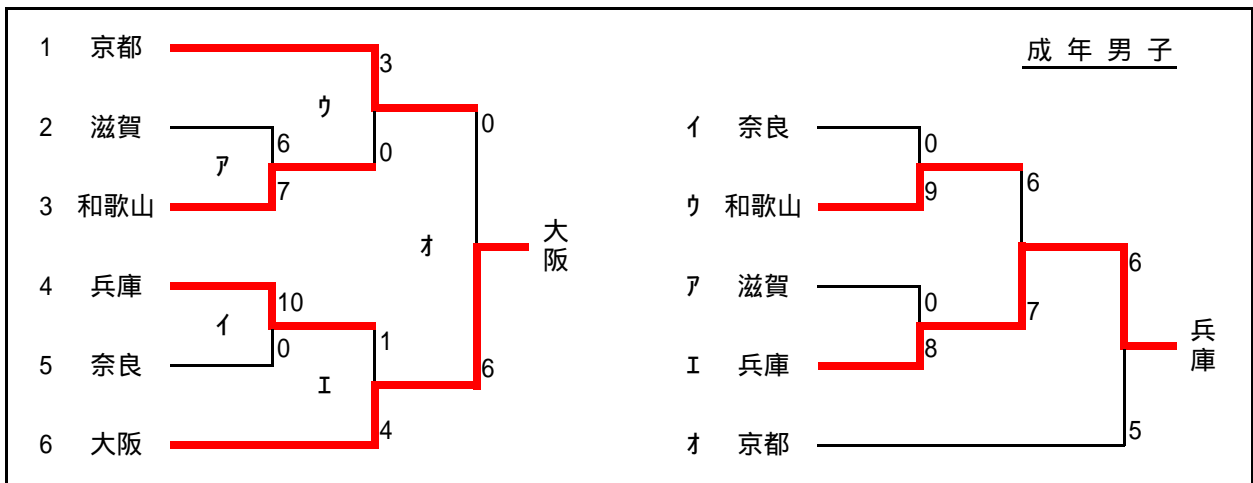 成年男子
1 京都
3
ｳ
0
2 滋賀
6
0
ｱ
7
3 和歌山
ｵ
大阪
4 兵庫
10
ｲ
1
0
5 奈良
6
ｴ
4
6 大阪
ｲ 奈良
0
6
9
ｳ 和歌山
6
ｱ 滋賀
0
7
兵庫
8
ｴ 兵庫
5
ｵ 京都